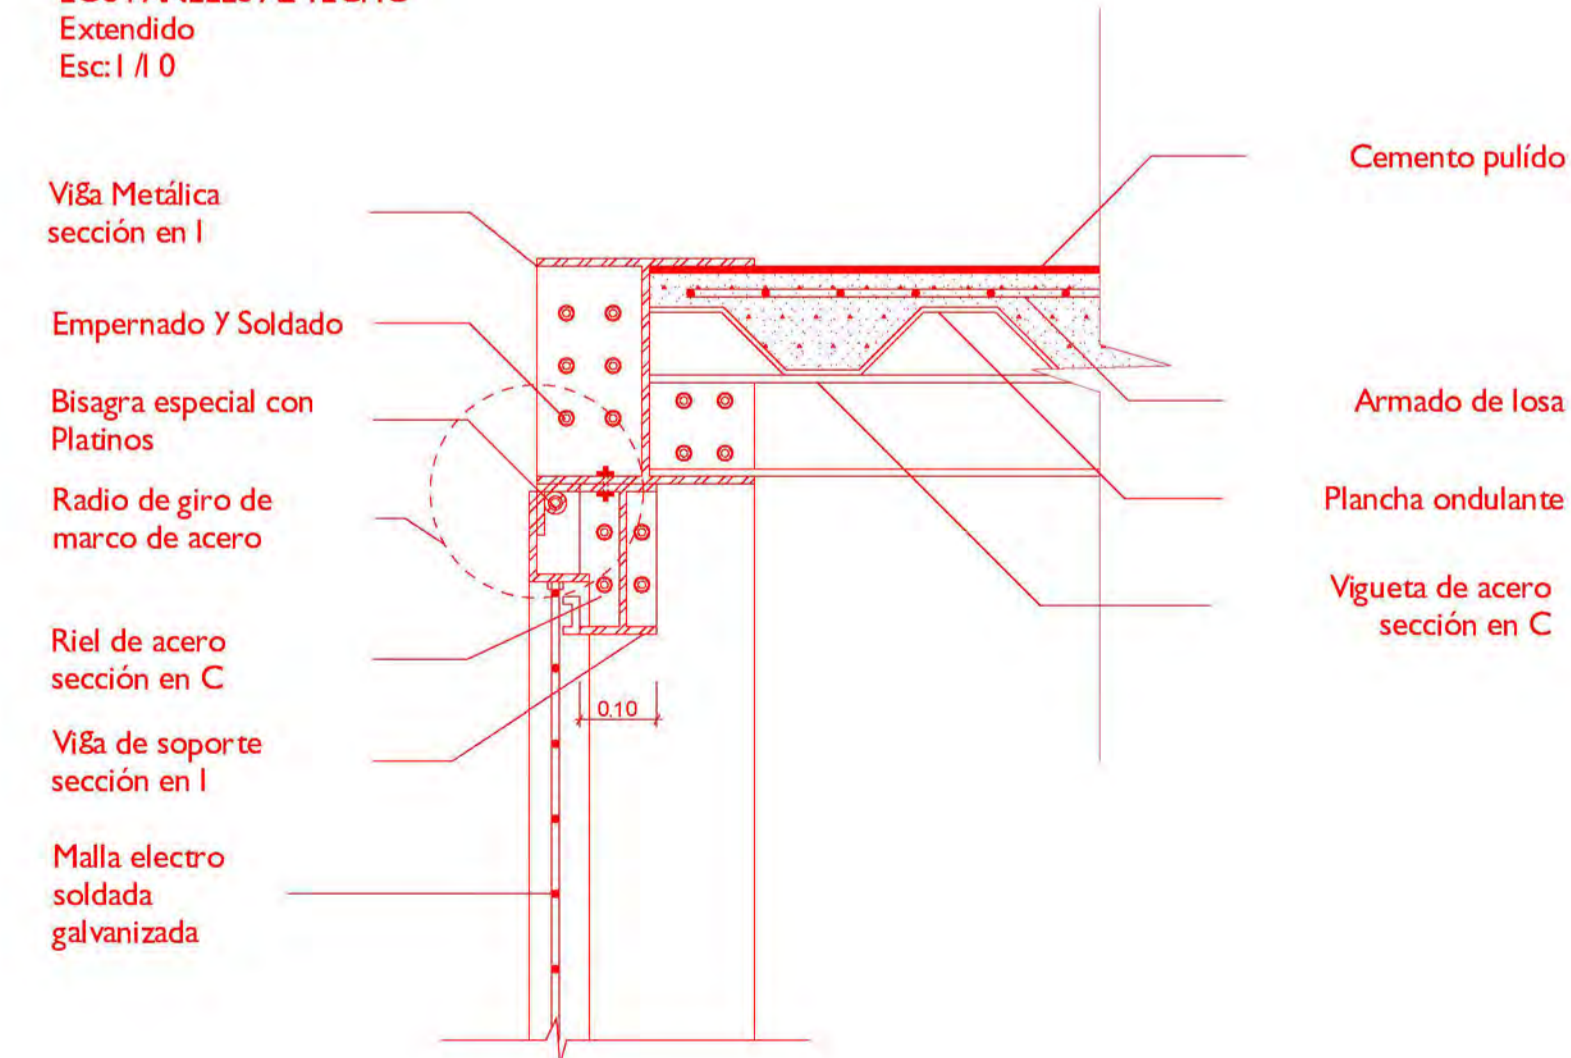 Extendido
Esc: 1 /1 0
Viga Metálica
sección en I
Empernado Y Soldado
Bisagra especial con
Platinos
Radio de giro de
marco de acero
Riel de acero
sección en C
Viga de soporte
sección en I
Malla electro
soldada
galvanizada
0.10
Cemento pulído
Armado de losa
Plancha ondulante
Vigueta de acero
sección en C